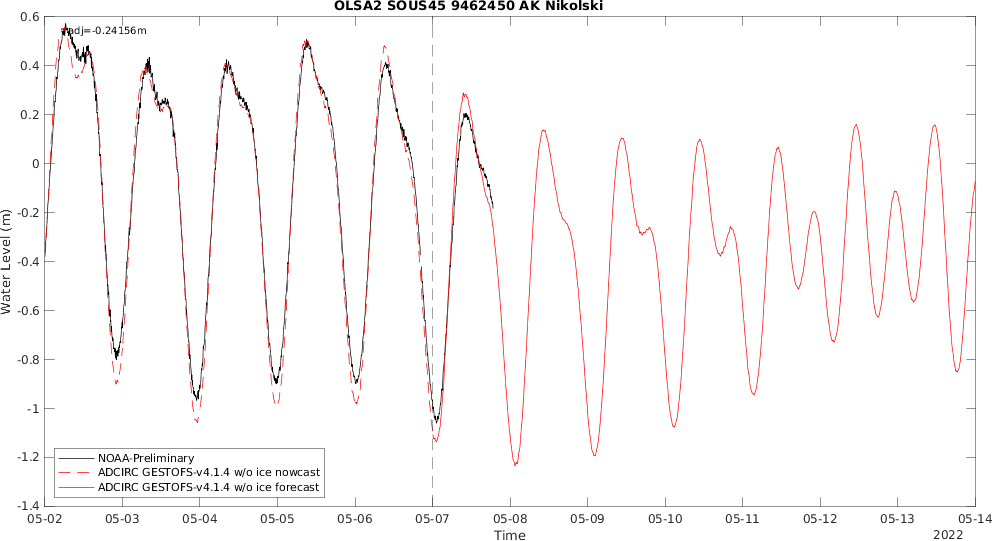 OLSA2 SOUS45 9462450 AK Nikolski
adj=-0.24156m
0.6
0.4
0.2
0
-0.2
-0.4
-0.6
-0.8
-1
-1.2
-1.4
Water Level (m)
NOAA-Preliminary
ADCIRC GESTOFS-v4.1.4 w/o ice nowcast
ADCIRC GESTOFS-v4.1.4 w/o ice forecast
05-02 05-03 05-04 05-05 05-06 05-07 05-08 05-09 05-10 05-11 05-12 05-13 05-14
Time
2022